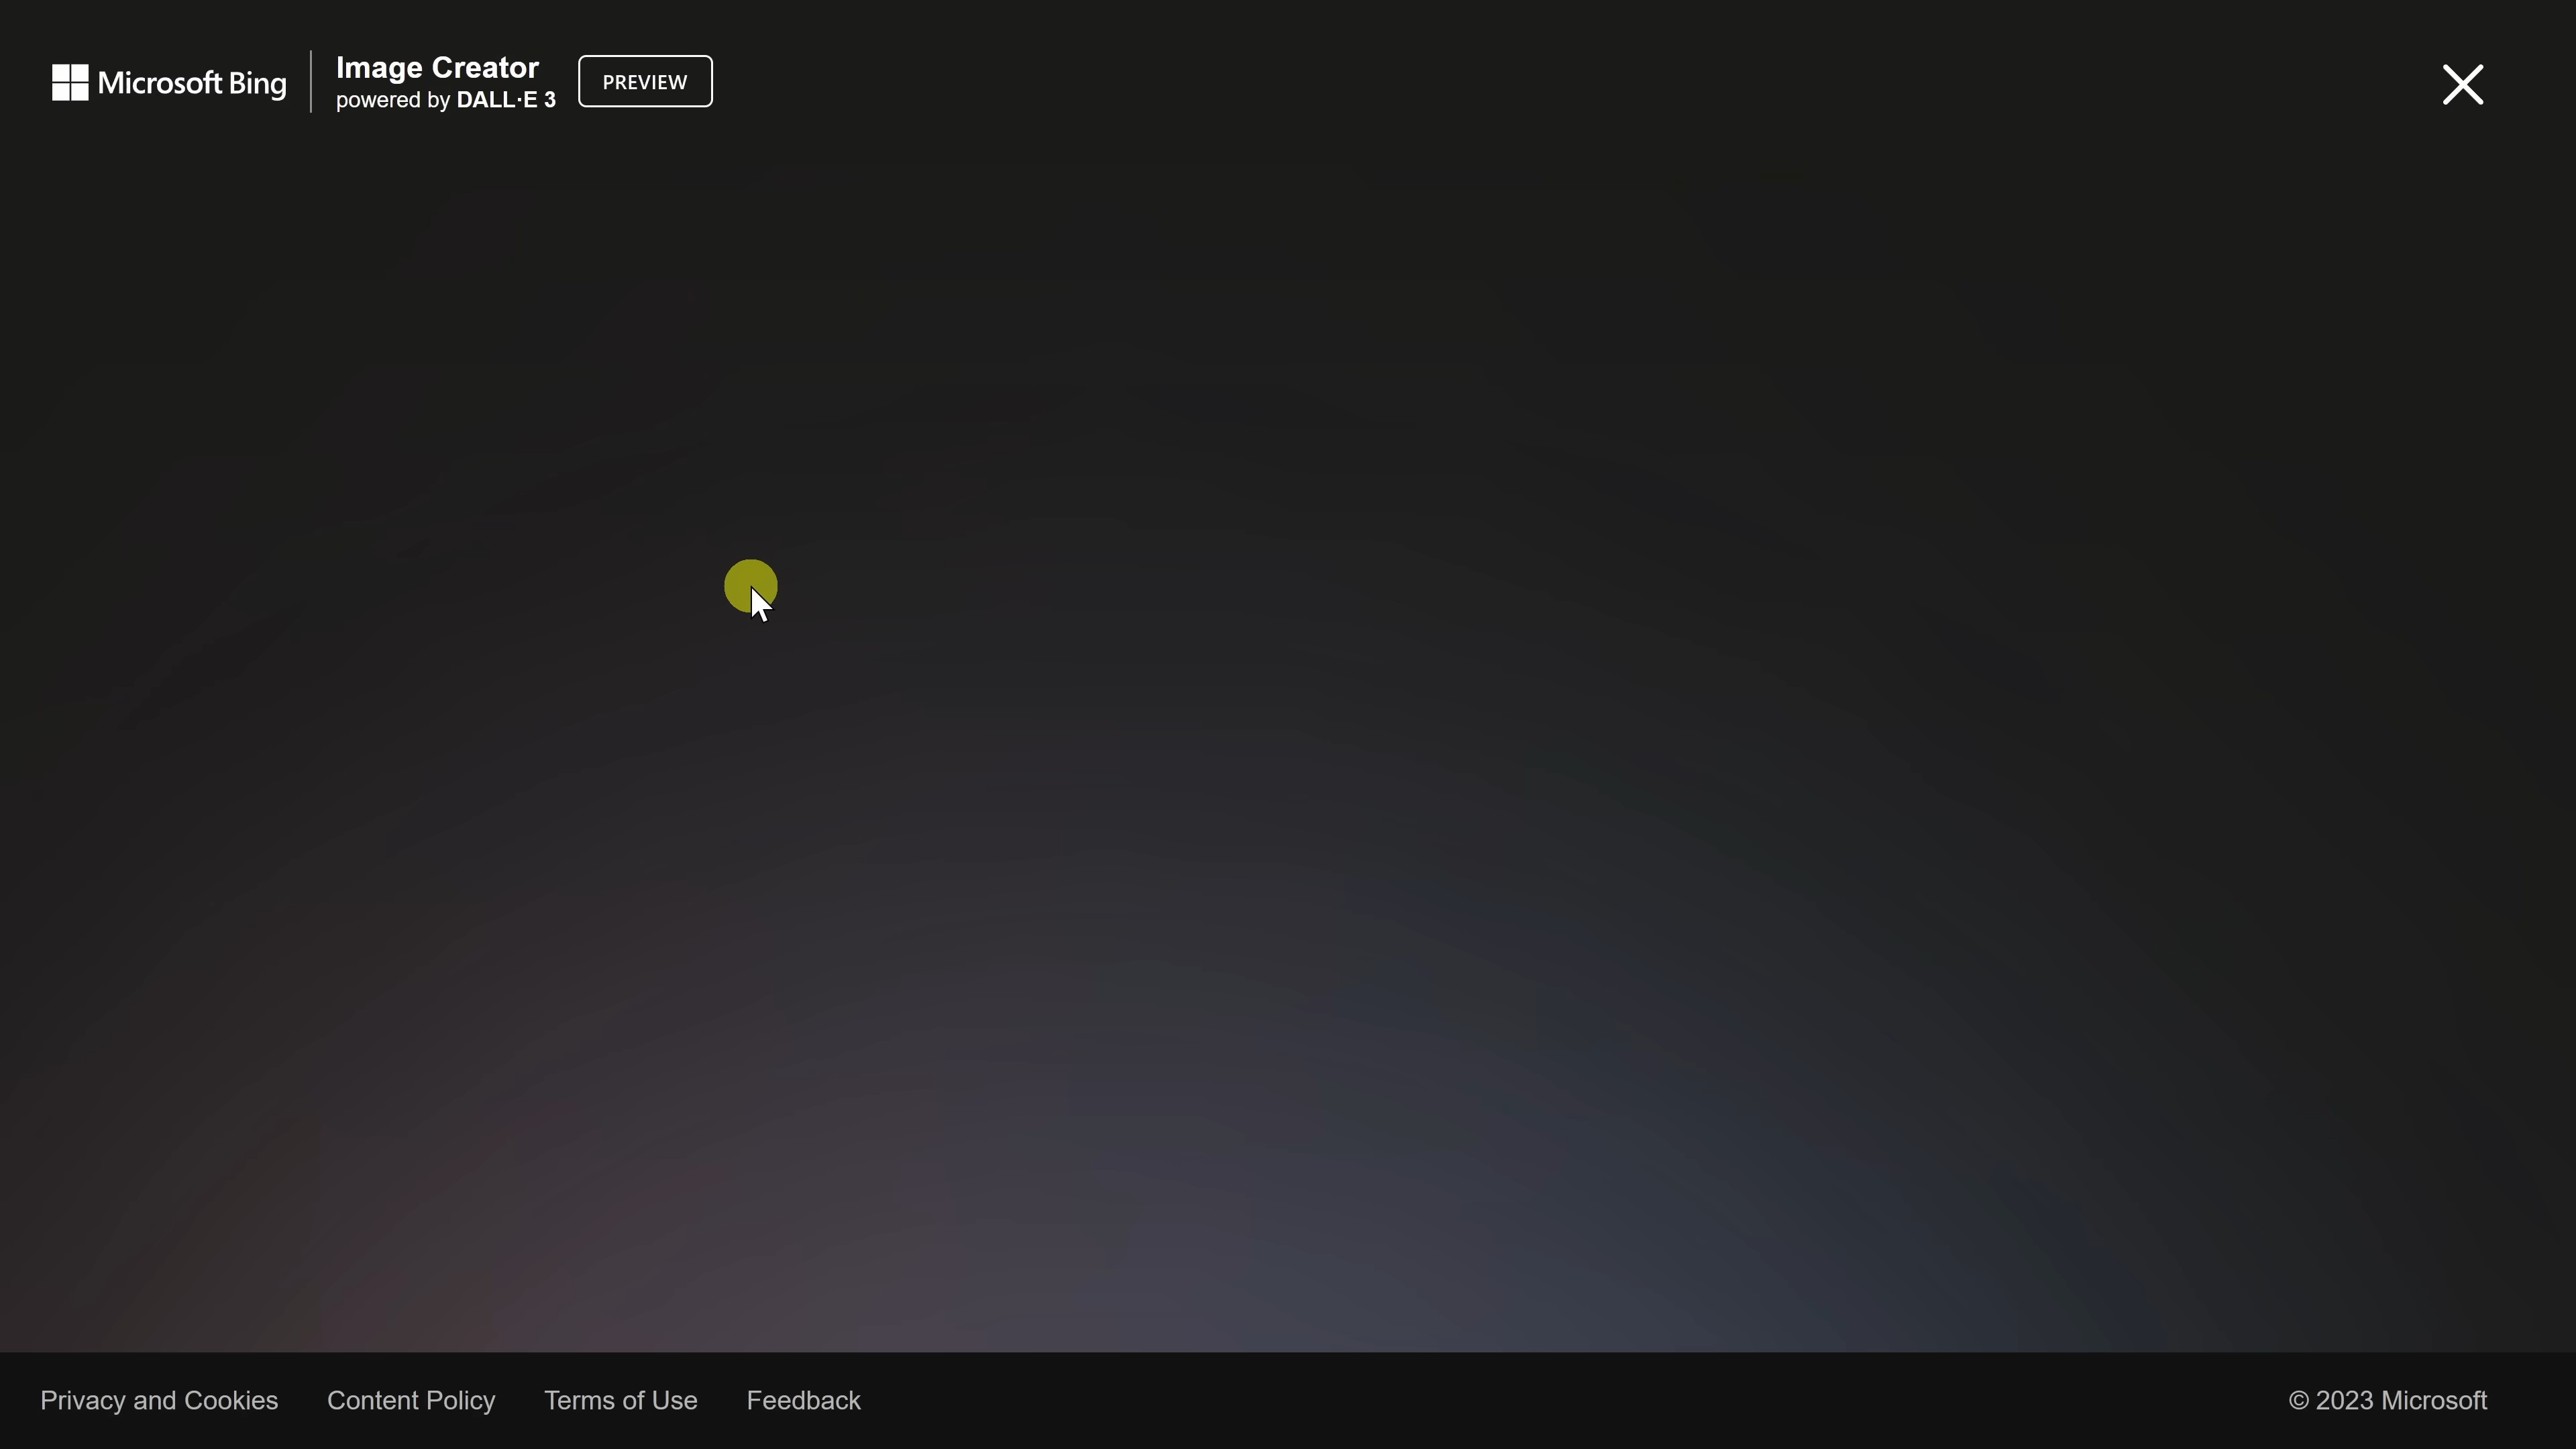 Microsoft Bing
Image Creator
powered by DALL·E 3
PREVIEW
Privacy and Cookies
Content Policy
Terms of Use
Feedback
© 2023 Microsoft